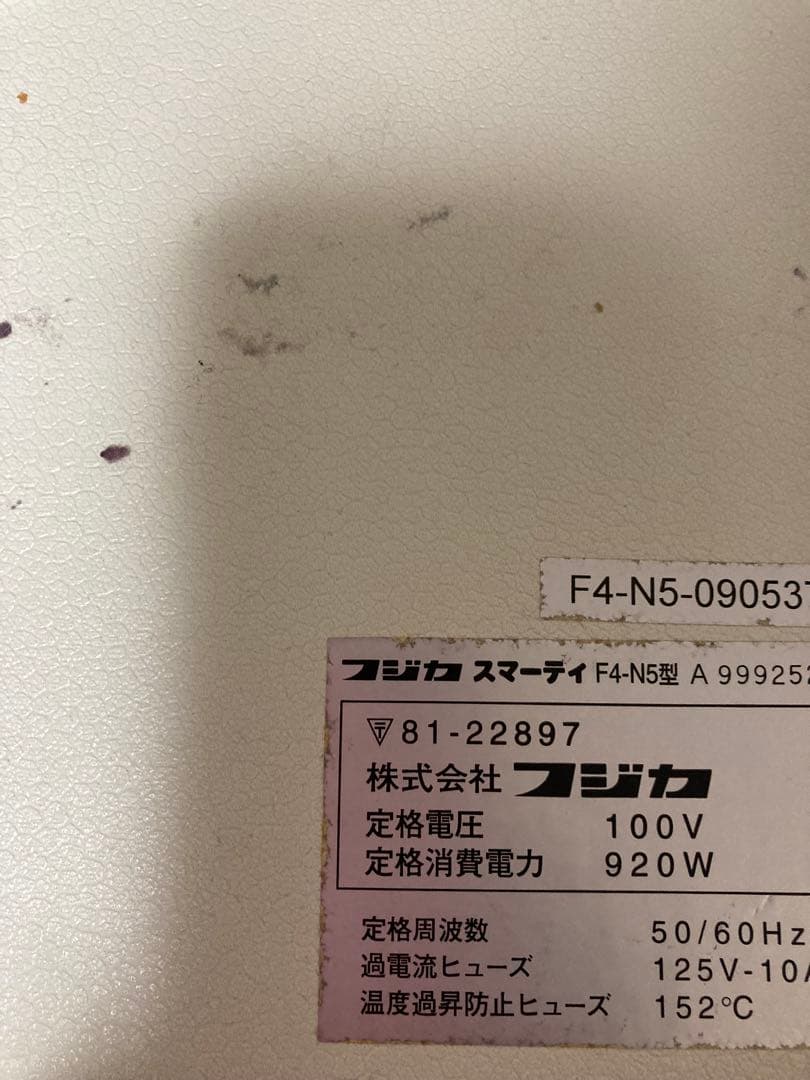 F4-N5-090537
フジカ スマーティ F4-N5型 A 999252
〒81-22897
株式会社 フジカ
定格電圧 100V
定格消費電力 920W
定格周波数 50/60Hz
過電流ヒューズ 125V-10A
温度過昇防止ヒューズ 152℃